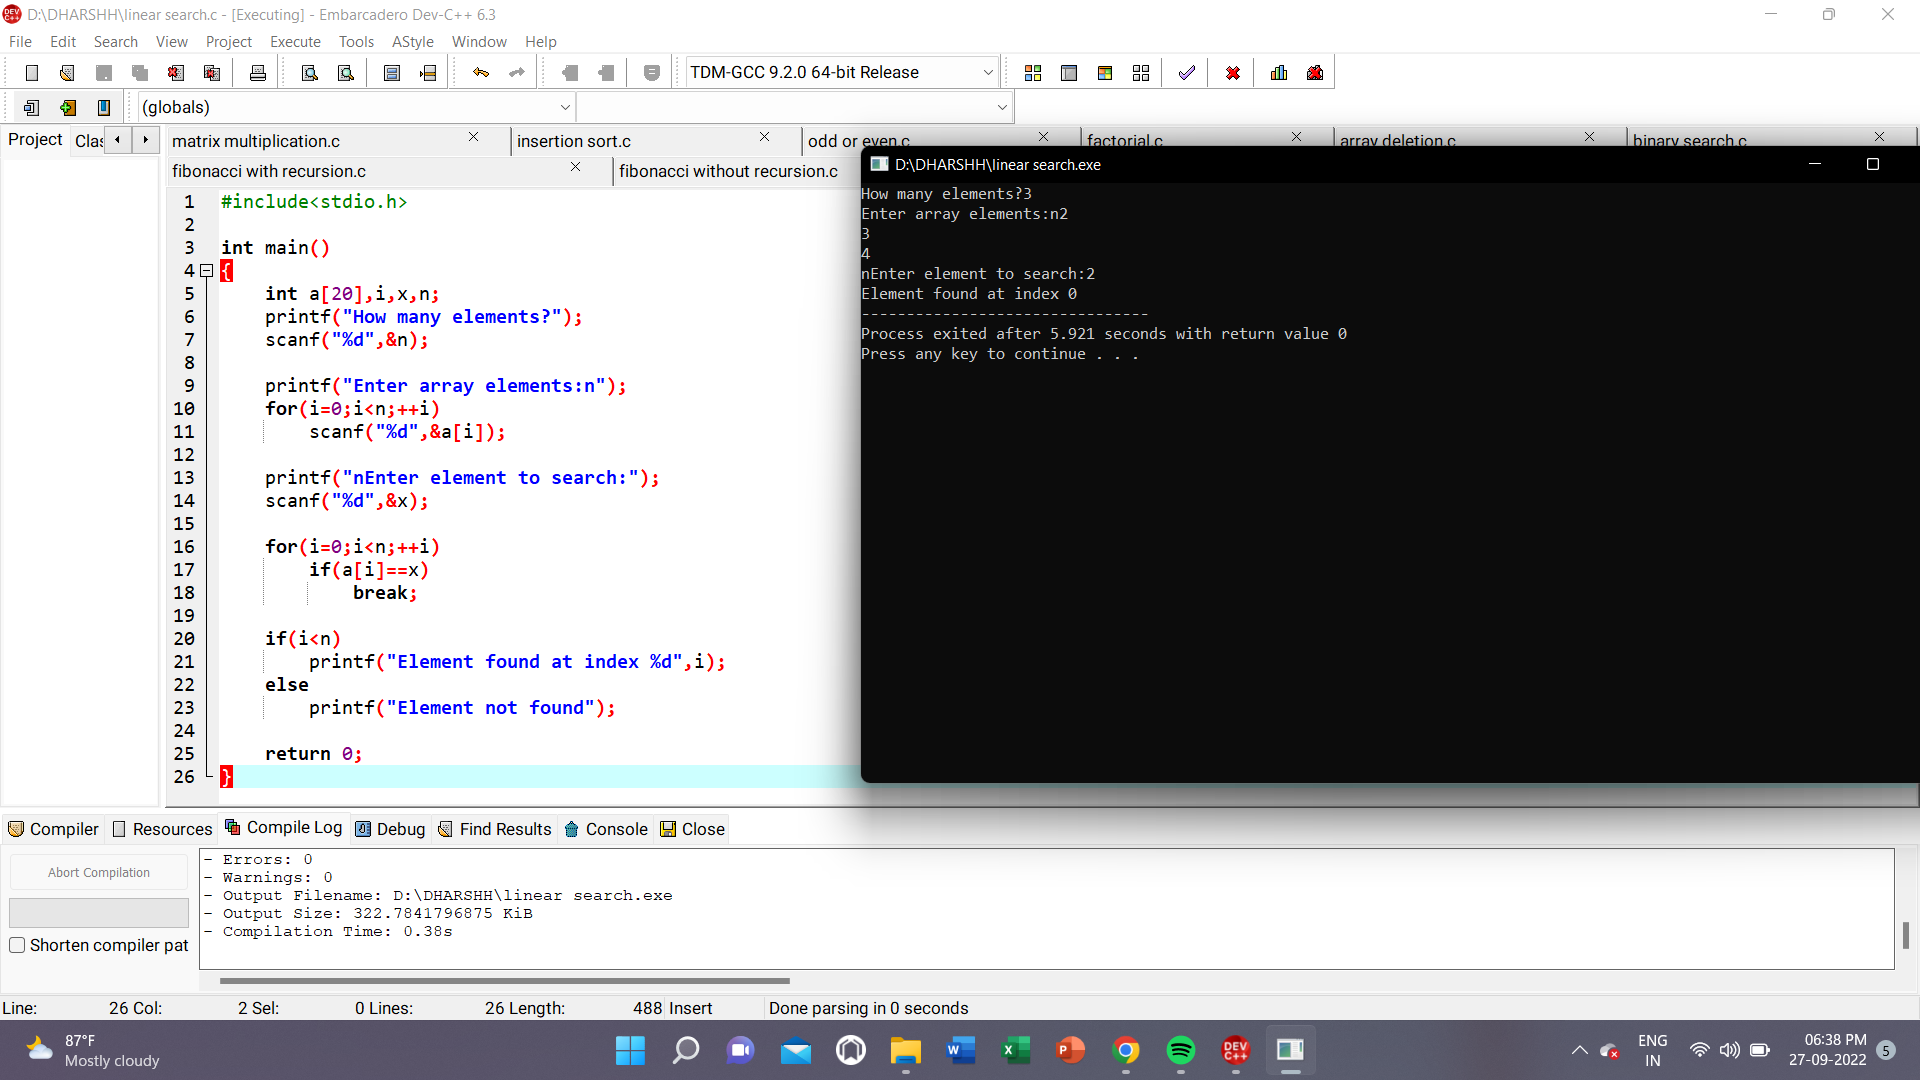 D:\DHARSHH\linear search.c - [Executing] - Embarcadero Dev-C++ 6.3
File Edit Search View Project Execute Tools AStyle Window Help
TDM-GCC 9.2.0 64-bit Release
(globals)
Project Clas
matrix multiplication.c insertion sort.c odd or even.c factorial.c array deletion.c binary search.c
fibonacci with recursion.c fibonacci without recursion.c
1 #include<stdio.h>
2
3 int main()
4 {
5 int a[20],i,x,n;
6 printf("How many elements?");
7 scanf("%d",&n);
8
9 printf("Enter array elements:n");
10 for(i=0;i<n;++i)
11 scanf("%d",&a[i]);
12
13 printf("nEnter element to search:");
14 scanf("%d",&x);
15
16 for(i=0;i<n;++i)
17 if(a[i]==x)
18 break;
19
20 if(i<n)
21 printf("Element found at index %d",i);
22 else
23 printf("Element not found");
24
25 return 0;
26 }
D:\DHARSHH\linear search.exe
How many elements?3
Enter array elements:n2
3
4
nEnter element to search:2
Element found at index 0
--------------------------------
Process exited after 5.921 seconds with return value 0
Press any key to continue . . .
Compiler Resources Compile Log Debug Find Results Console Close
Abort Compilation
Shorten compiler pat
- Errors: 0
- Warnings: 0
- Output Filename: D:\DHARSHH\linear search.exe
- Output Size: 322.7841796875 KiB
- Compilation Time: 0.38s
Line: 26 Col: 2 Sel: 0 Lines: 26 Length: 488 Insert Done parsing in 0 seconds
87°F
Mostly cloudy
DEV C++
ENG
IN
06:38 PM
27-09-2022
5